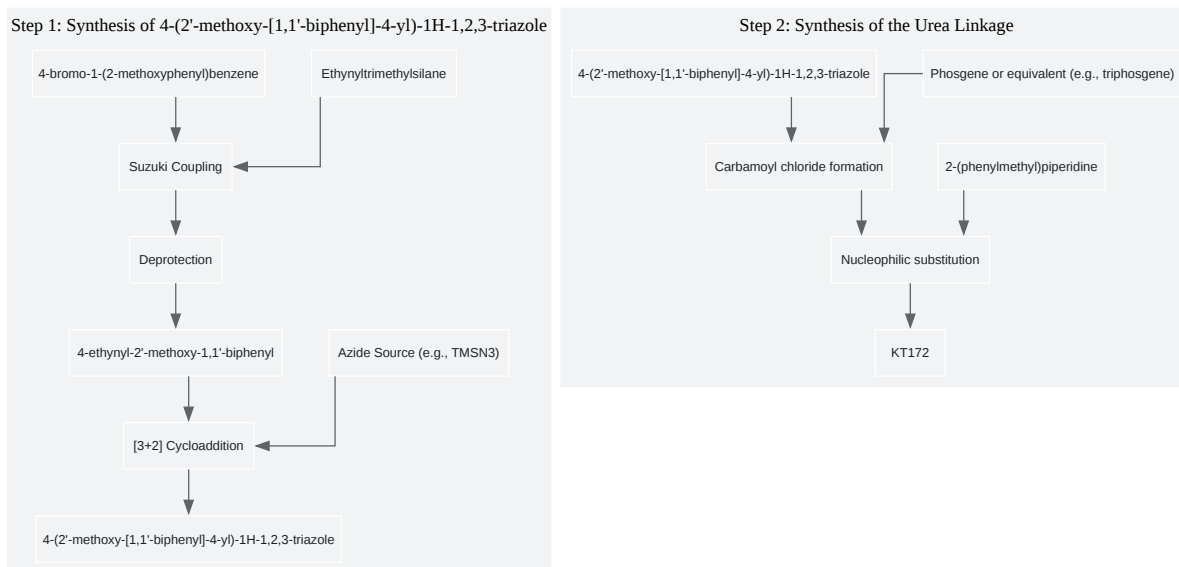 Step 1: Synthesis of 4-(2'-methoxy-[1,1'-biphenyl]-4-yl)-1H-1,2,3-triazole
4-bromo-1-(2-methoxyphenyl)benzene
Ethynyltrimethylsilane
Suzuki Coupling
Deprotection
4-ethynyl-2'-methoxy-1,1'-biphenyl
Azide Source (e.g., TMSN3)
[3+2] Cycloaddition
4-(2'-methoxy-[1,1'-biphenyl]-4-yl)-1H-1,2,3-triazole
Step 2: Synthesis of the Urea Linkage
4-(2'-methoxy-[1,1'-biphenyl]-4-yl)-1H-1,2,3-triazole
Phosgene or equivalent (e.g., triphosgene)
Carbamoyl chloride formation
2-(phenylmethyl)piperidine
Nucleophilic substitution
KT172